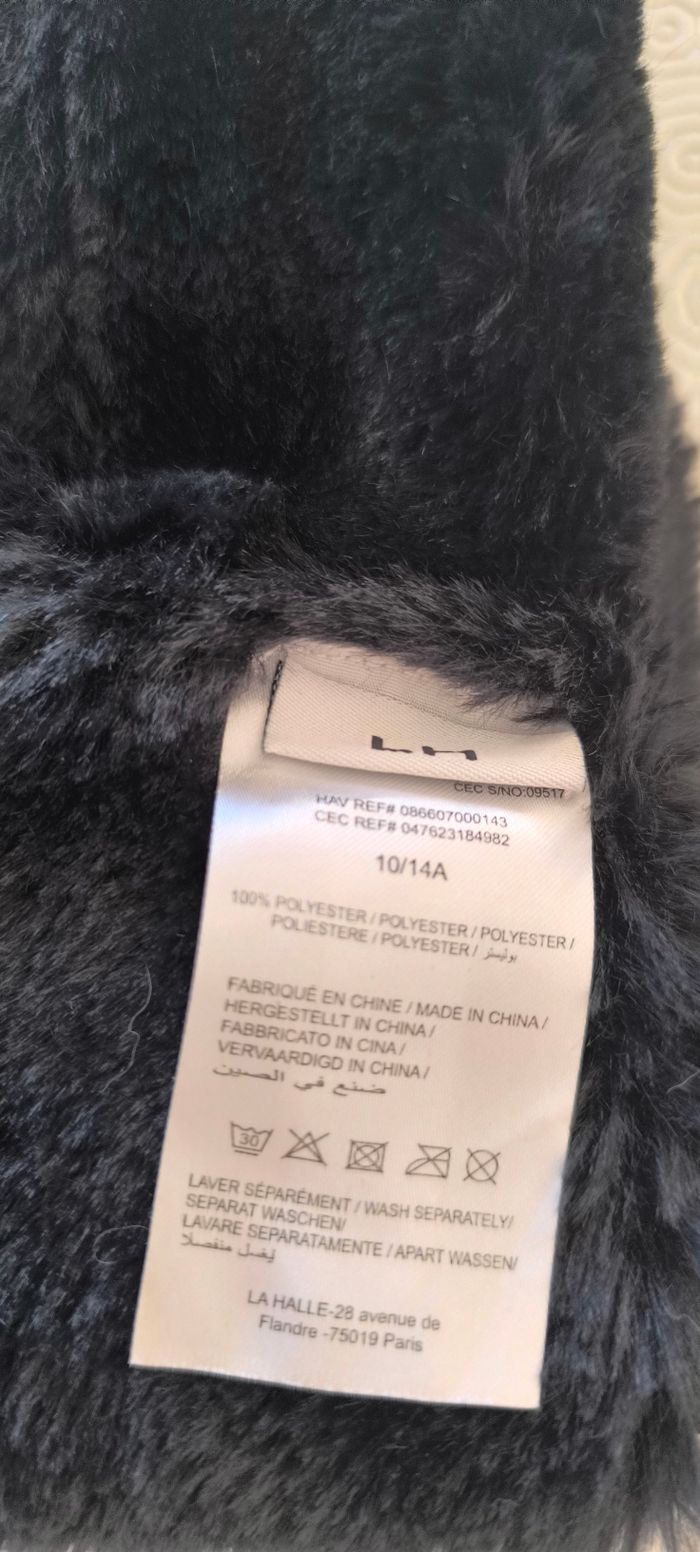 CEC S/NO:09517
HAV REF# 086607000143
CEC REF# 047623184982
10/14A
100% POLYESTER / POLYESTER / POLYESTER /
POLIESTERE / POLYESTER / بوليستر
FABRIQUÉ EN CHINE / MADE IN CHINA /
HERGESTELLT IN CHINA /
FABBRICATO IN CINA /
VERVAARDIGD IN CHINA /
صنع في الصين
30
LAVER SÉPARÉMENT / WASH SEPARATELY/
SEPARAT WASCHEN/
LAVARE SEPARATAMENTE / APART WASSEN/
يغسل منفصلا
LA HALLE-28 avenue de
Flandre -75019 Paris